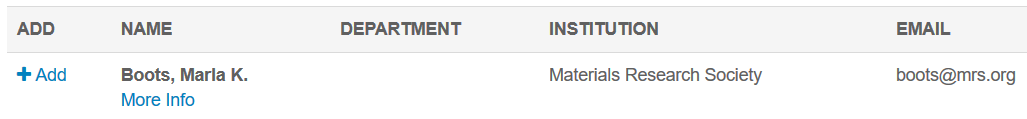 ADD NAME DEPARTMENT INSTITUTION EMAIL
+ Add Boots, Marla K. Materials Research Society boots@mrs.org
More Info